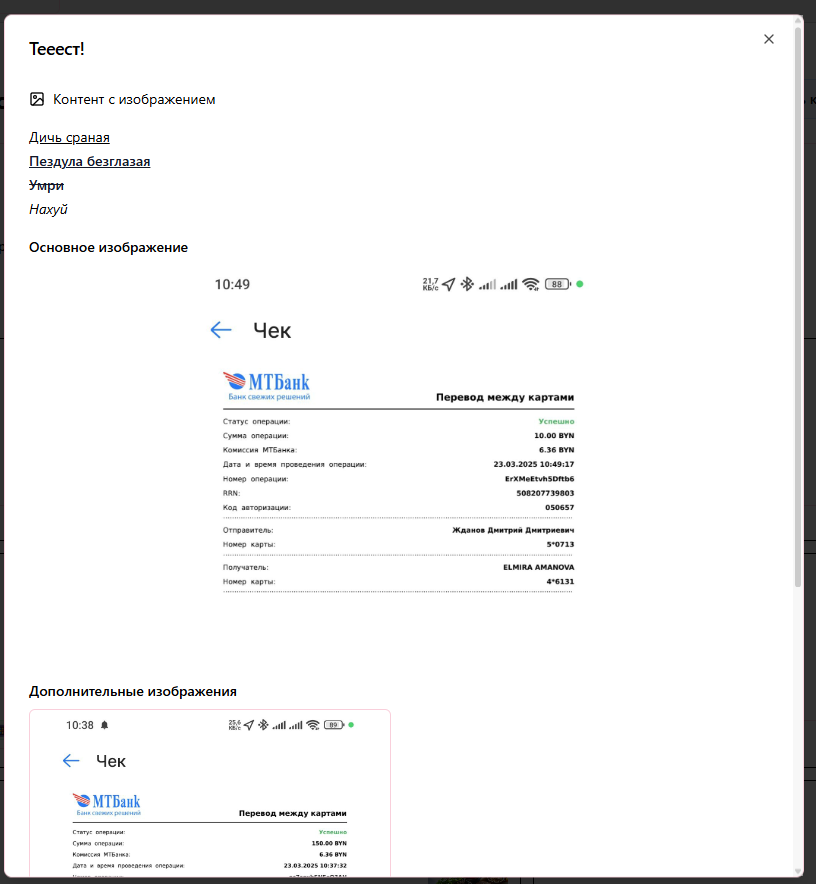 Тееест!
Контент с изображением
Дичь сраная
Пездула безглазая
Умри
Нахуй
Основное изображение
10:49 21,7 КБ/с 88
Чек
МТБанк
Банк свежих решений
Перевод между картами
Статус операции: Успешно
Сумма операции: 10.00 BYN
Комиссия МТБанка: 6.36 BYN
Дата и время проведения операции: 23.03.2025 10:49:17
Номер операции: ErXMeEtvh5Dftb6
RRN: 508207739803
Код авторизации: 050657
Отправитель: Жданов Дмитрий Дмитриевич
Номер карты: 5*0713
Получатель: ELMIRA AMANOVA
Номер карты: 4*6131
Дополнительные изображения
10:38 25,6 КБ/с 89
Чек
МТБанк
Банк свежих решений
Перевод между картами
Статус операции: Успешно
Сумма операции: 150.00 BYN
Комиссия МТБанка: 6.36 BYN
Дата и время проведения операции: 23.03.2025 10:37:32